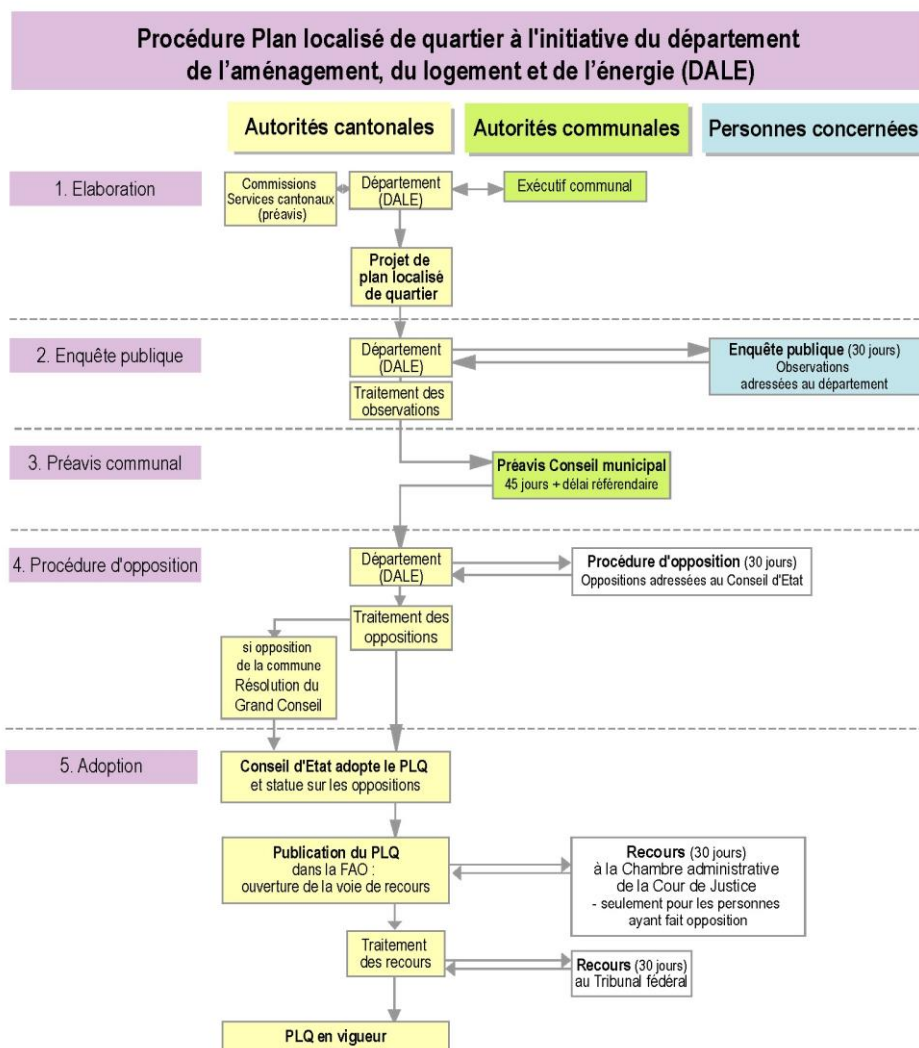 Procédure Plan localisé de quartier à l'initiative du département
de l'aménagement, du logement et de l'énergie (DALE)
Autorités cantonales
Autorités communales
Personnes concernées
1. Elaboration
Commissions
Services cantonaux
(préavis)
Département
(DALE)
Exécutif communal
Projet de
plan localisé
de quartier
2. Enquête publique
Département
(DALE)
Enquête publique (30 jours)
Observations
adressées au département
Traitement des
observations
3. Préavis communal
Préavis Conseil municipal
45 jours + délai référendaire
4. Procédure d'opposition
Département
(DALE)
Procédure d'opposition (30 jours)
Oppositions adressées au Conseil d'Etat
Traitement des
oppositions
si opposition
de la commune
Résolution du
Grand Conseil
5. Adoption
Conseil d'Etat adopte le PLQ
et statue sur les oppositions
Publication du PLQ
dans la FAO :
ouverture de la voie de recours
Recours (30 jours)
à la Chambre administrative
de la Cour de Justice
- seulement pour les personnes
ayant fait opposition
Traitement
des recours
Recours (30 jours)
au Tribunal fédéral
PLQ en vigueur